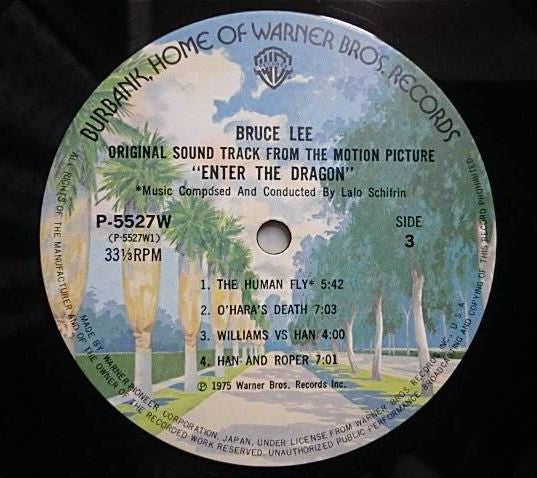 BURBANK, HOME OF WARNER BROS. RECORDS
BRUCE LEE
ORIGINAL SOUND TRACK FROM THE MOTION PICTURE
"ENTER THE DRAGON"
*Music Compdsed And Conducted By Lalo Schifrin
P-5527W
(P-5527W1)
33⅓RPM
SIDE
3
1. THE HUMAN FLY* 5:42
2. O'HARA'S DEATH 7:03
3. WILLIAMS VS HAN 4:00
4. HAN AND ROPER 7:01
Ⓟ 1975 Warner Bros. Records Inc.
MADE BY WARNER-PIONEER CORPORATION, JAPAN, UNDER LICENSE FROM WARNER BROS. RECORDS INC., U.S.A.
ALL RIGHTS OF THE MANUFACTURER AND OF THE OWNER OF THE RECORDED WORK RESERVED. UNAUTHORIZED PUBLIC PERFORMANCE, BROADCASTING AND COPYING OF THIS RECORD PROHIBITED.